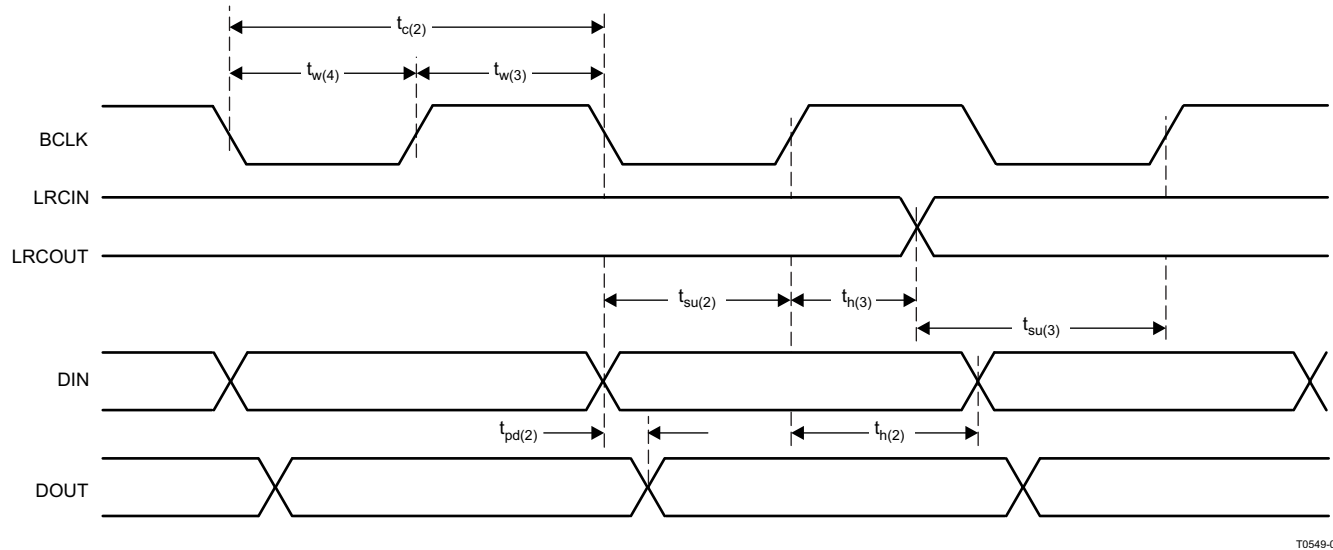 tc(2)
tw(4) tw(3)
BCLK
LRCIN
LRCOUT
tsu(2) th(3)
tsu(3)
DIN
tpd(2) th(2)
DOUT